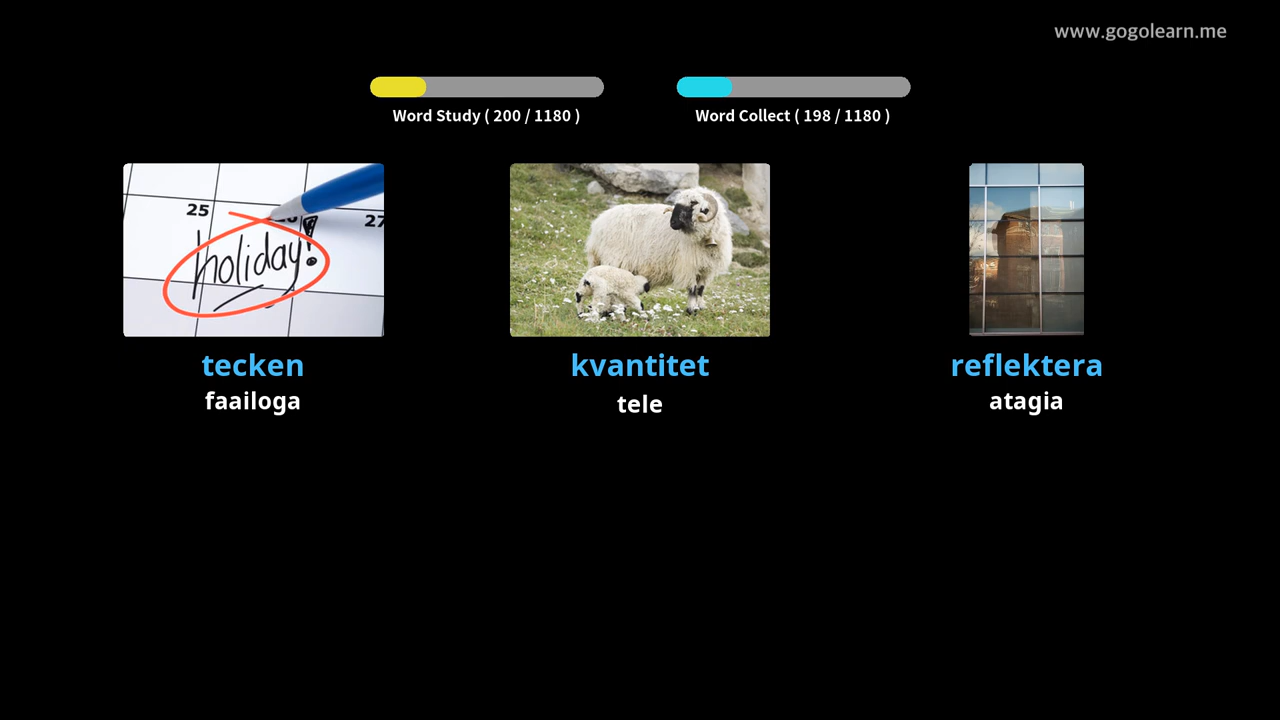 www.gogolearn.me
Word Study ( 200 / 1180 )
Word Collect ( 198 / 1180 )
25
27
holiday!
tecken
faailoga
kvantitet
tele
reflektera
atagia